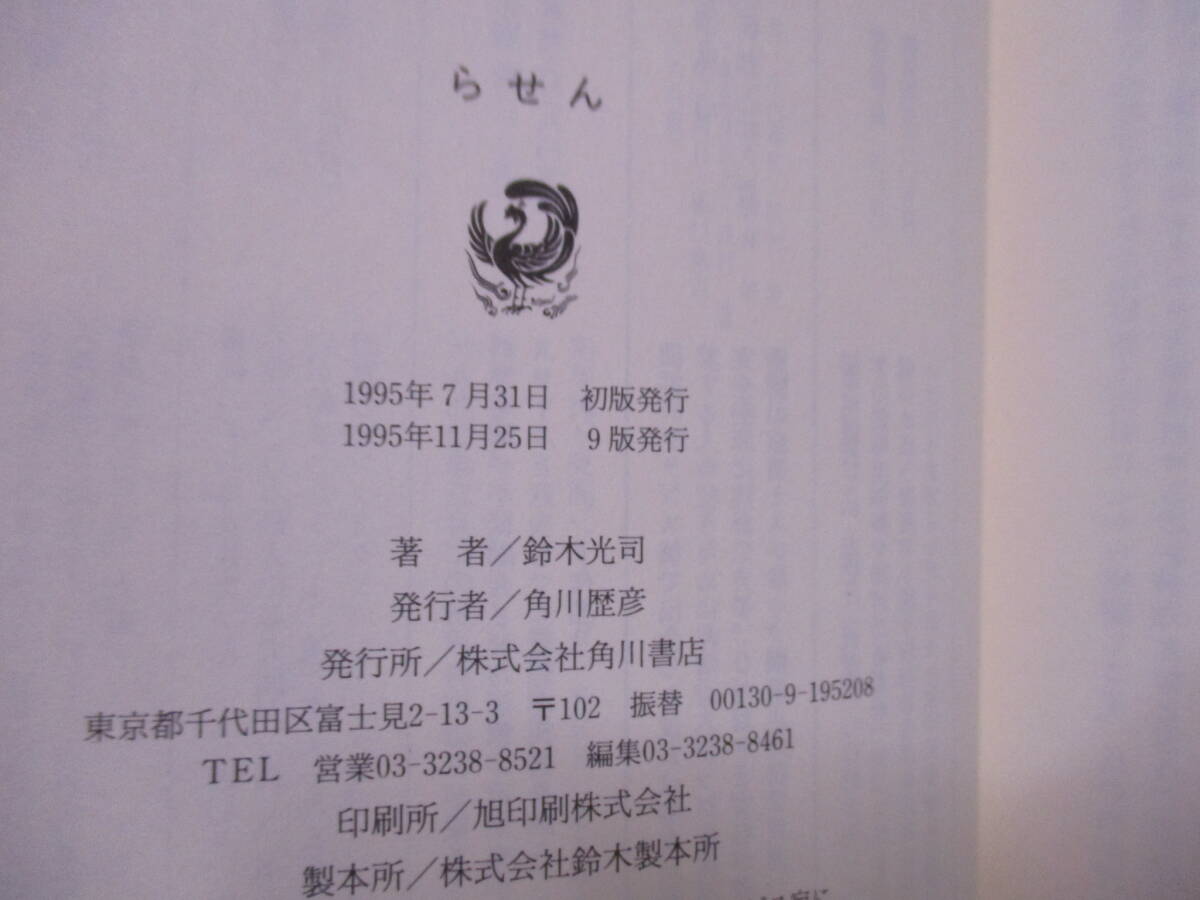 らせん
1995年7月31日 初版発行
1995年11月25日 9版発行
著 者／鈴木光司
発行者／角川歴彦
発行所／株式会社角川書店
東京都千代田区富士見2-13-3 〒102 振替 00130-9-195208
TEL 営業03-3238-8521 編集03-3238-8461
印刷所／旭印刷株式会社
製本所／株式会社鈴木製本所